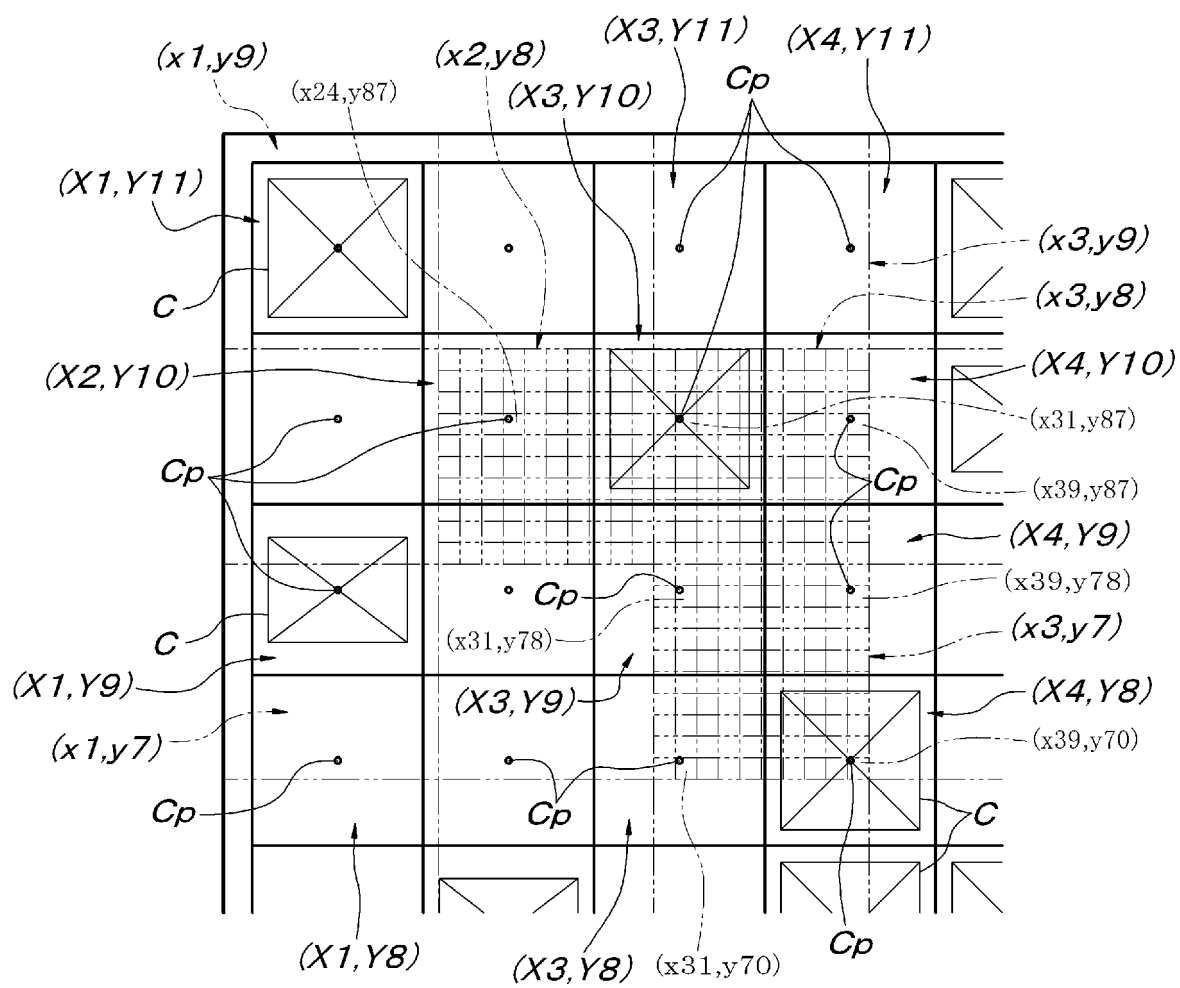 (X3,Y11)
(X4,Y11)
(x1,y9)
(x2,y8)
Cp
(x24,y87)
(X3,Y10)
(X1,Y11)
(x3,y9)
C
(x3,y8)
(X2,Y10)
(X4,Y10)
(x31,y87)
Cp
Cp
(x39,y87)
(X4,Y9)
Cp
(x39,y78)
C
(x31,y78)
(x3,y7)
(X1,Y9)
(X3,Y9)
(X4,Y8)
(x1,y7)
(x39,y70)
Cp
Cp
C
(X1,Y8)
(X3,Y8)
(x31,y70)
Cp